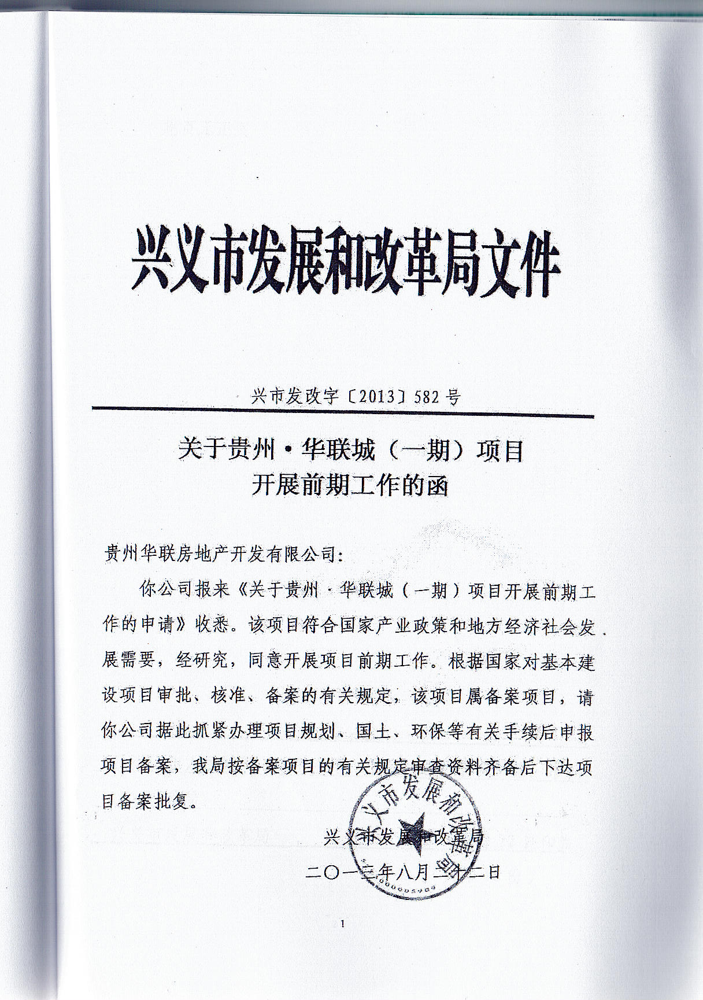 兴义市发展和改革局文件
兴市发改字〔2013〕582 号
关于贵州·华联城（一期）项目
开展前期工作的函
贵州华联房地产开发有限公司：
你公司报来《关于贵州·华联城（一期）项目开展前期工
作的申请》收悉。该项目符合国家产业政策和地方经济社会发
展需要，经研究，同意开展项目前期工作。根据国家对基本建
设项目审批、核准、备案的有关规定，该项目属备案项目，请
你公司据此抓紧办理项目规划、国土、环保等有关手续后申报
项目备案，我局按备案项目的有关规定审查资料齐备后下达项
目备案批复。
兴义市发展和改革局
兴义市发展和改革局
二〇一三年八月二十二日
1